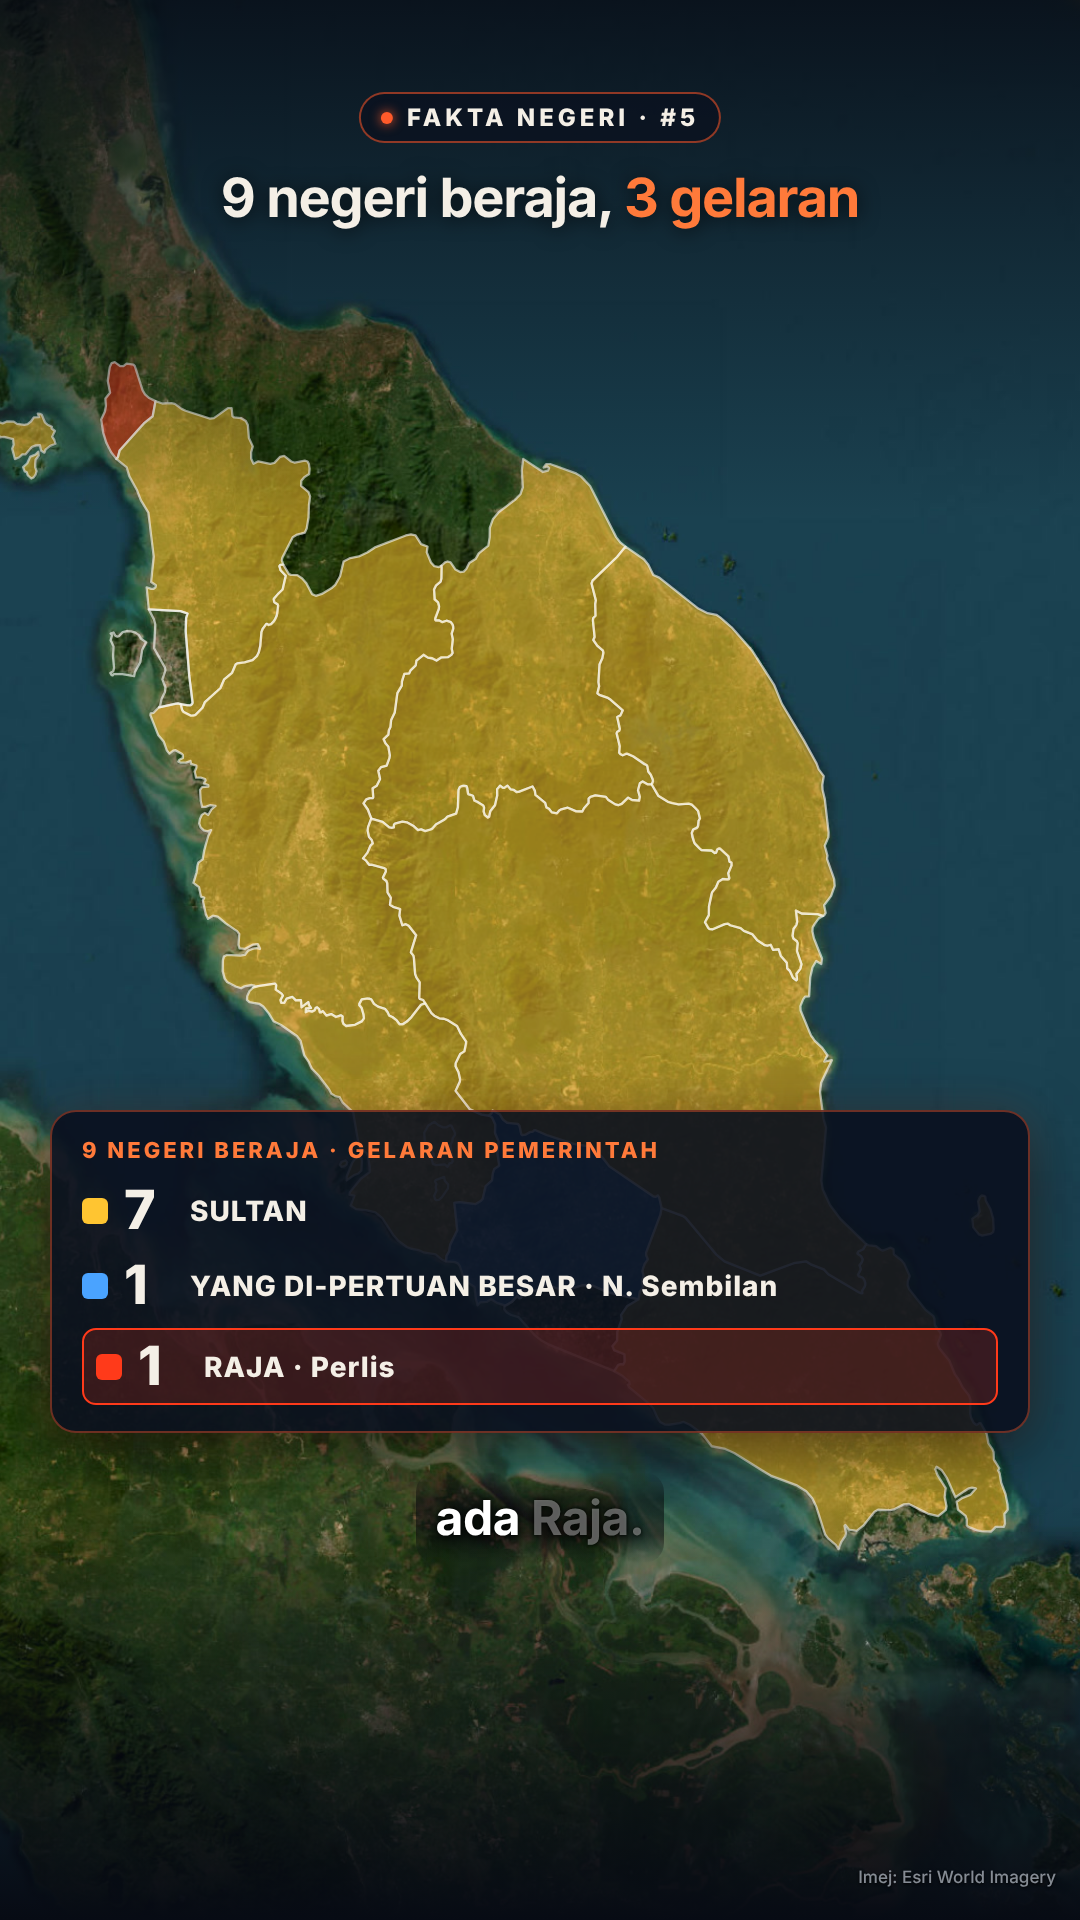 FAKTA NEGERI · #5
9 negeri beraja, 3 gelaran
9 NEGERI BERAJA · GELARAN PEMERINTAH
7 SULTAN
1 YANG DI-PERTUAN BESAR · N. Sembilan
1 RAJA · Perlis
ada Raja.
Imej: Esri World Imagery